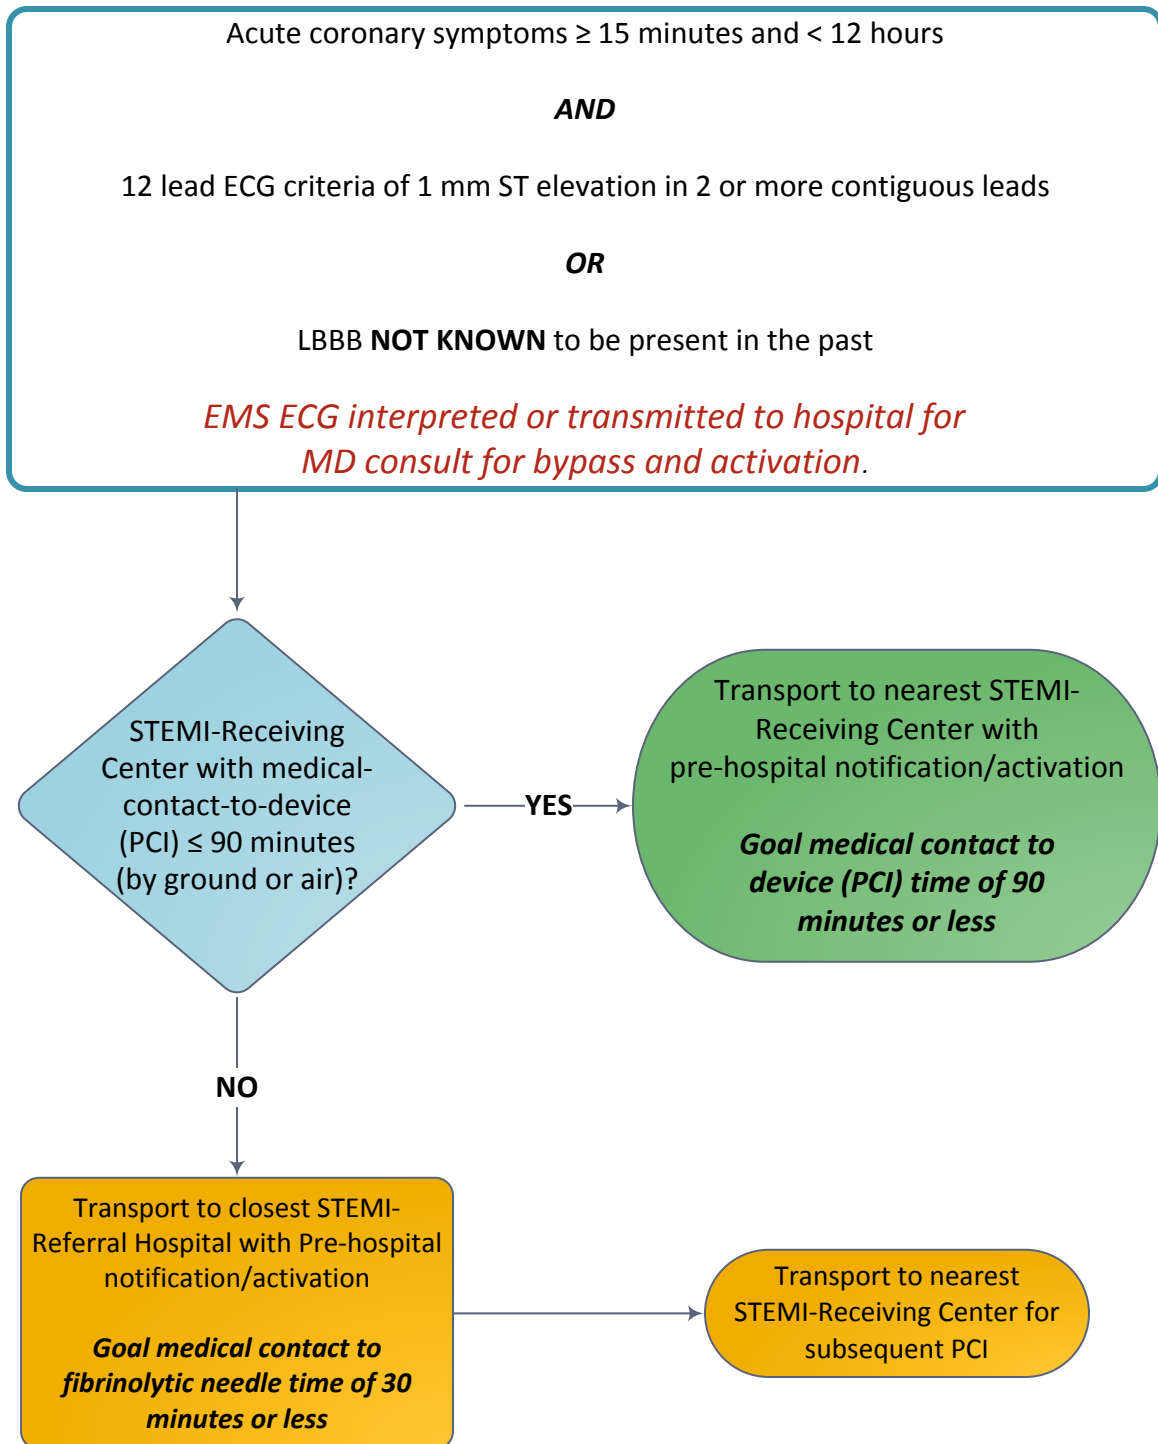 Acute coronary symptoms ≥ 15 minutes and < 12 hours
AND
12 lead ECG criteria of 1 mm ST elevation in 2 or more contiguous leads
OR
LBBB NOT KNOWN to be present in the past
EMS ECG interpreted or transmitted to hospital for
MD consult for bypass and activation.
STEMI-Receiving
Center with medical-
contact-to-device
(PCI) ≤ 90 minutes
(by ground or air)?
YES
Transport to nearest STEMI-
Receiving Center with
pre-hospital notification/activation
Goal medical contact to
device (PCI) time of 90
minutes or less
NO
Transport to closest STEMI-
Referral Hospital with Pre-hospital
notification/activation
Goal medical contact to
fibrinolytic needle time of 30
minutes or less
Transport to nearest
STEMI-Receiving Center for
subsequent PCI